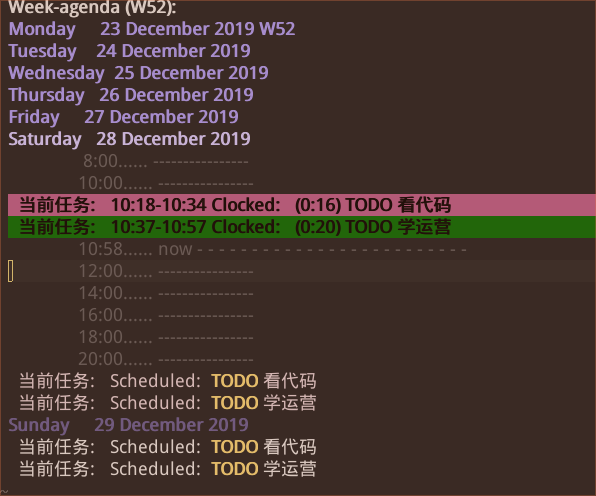 Week-agenda (W52):
Monday 23 December 2019 W52
Tuesday 24 December 2019
Wednesday 25 December 2019
Thursday 26 December 2019
Friday 27 December 2019
Saturday 28 December 2019
8:00...... ----------------
10:00...... ----------------
当前任务: 10:18-10:34 Clocked: (0:16) TODO 看代码
当前任务: 10:37-10:57 Clocked: (0:20) TODO 学运营
10:58...... now - - - - - - - - - - - - - - - - - - - - - - - - -
12:00...... ----------------
14:00...... ----------------
16:00...... ----------------
18:00...... ----------------
20:00...... ----------------
当前任务: Scheduled: TODO 看代码
当前任务: Scheduled: TODO 学运营
Sunday 29 December 2019
当前任务: Scheduled: TODO 看代码
当前任务: Scheduled: TODO 学运营
~